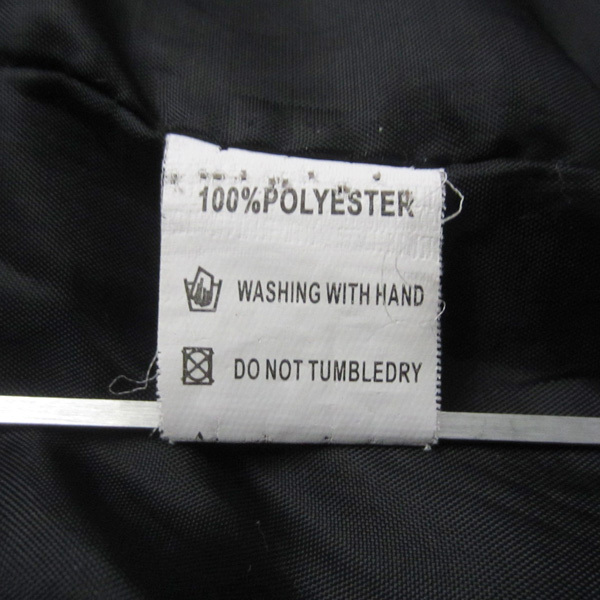 100%POLYESTER
WASHING WITH HAND
DO NOT TUMBLEDRY